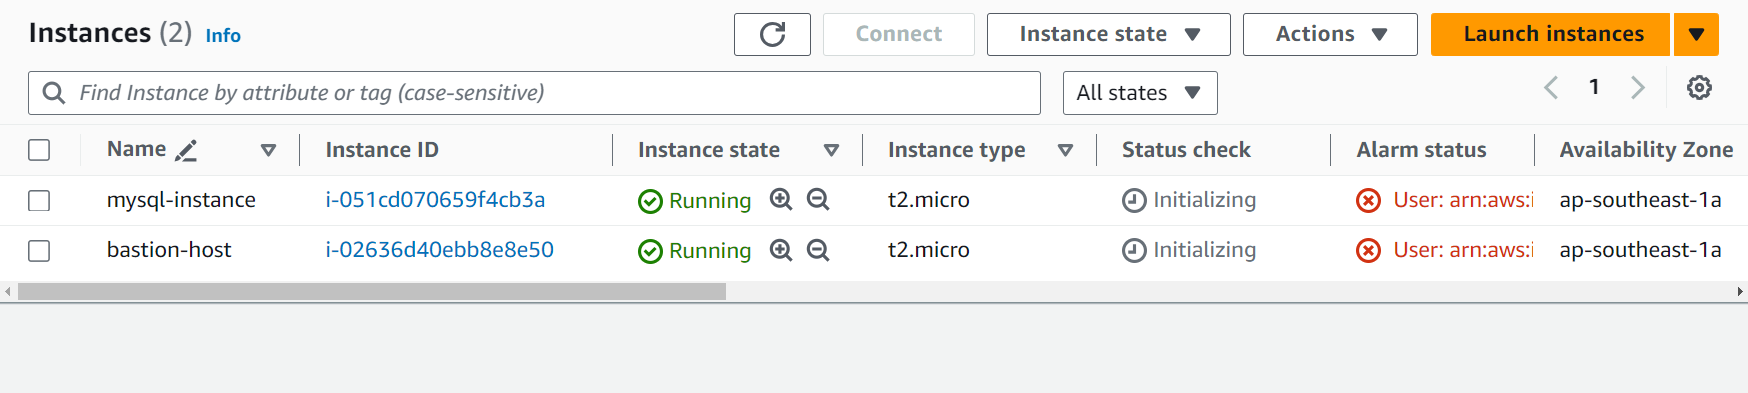 Instances (2) Info Connect Instance state Actions Launch instances
Find Instance by attribute or tag (case-sensitive) All states 1
Name Instance ID Instance state Instance type Status check Alarm status Availability Zone
mysql-instance i-051cd070659f4cb3a Running t2.micro Initializing User: arn:aws:i ap-southeast-1a
bastion-host i-02636d40ebb8e8e50 Running t2.micro Initializing User: arn:aws:i ap-southeast-1a